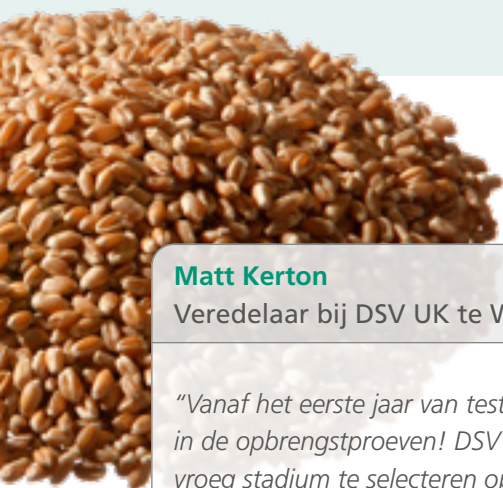 Matt Kerton
Veredelaar bij DSV UK te W
“Vanaf het eerste jaar van test
in de opbrengstproeven! DSV
vroeg stadium te selecteren op